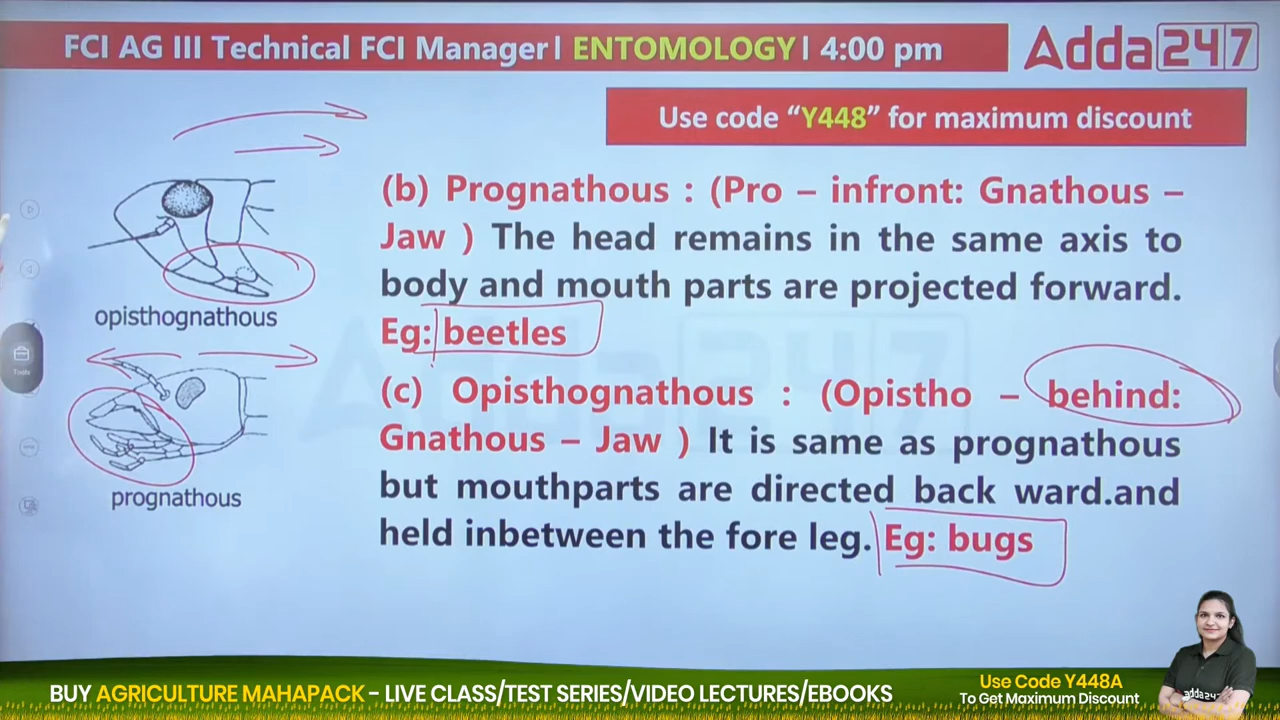 FCI AG III Technical FCI Manager| ENTOMOLOGY| 4:00 pm
Adda247
Use code “Y448” for maximum discount
(b) Prognathous : (Pro – infront: Gnathous –
Jaw ) The head remains in the same axis to
body and mouth parts are projected forward.
Eg: beetles
(c) Opisthognathous : (Opistho – behind:
Gnathous – Jaw ) It is same as prognathous
but mouthparts are directed back ward.and
held inbetween the fore leg. Eg: bugs
opisthognathous
prognathous
Tools
BUY AGRICULTURE MAHAPACK – LIVE CLASS/TEST SERIES/VIDEO LECTURES/EBOOKS
Use Code Y448A
To Get Maximum Discount
adda247